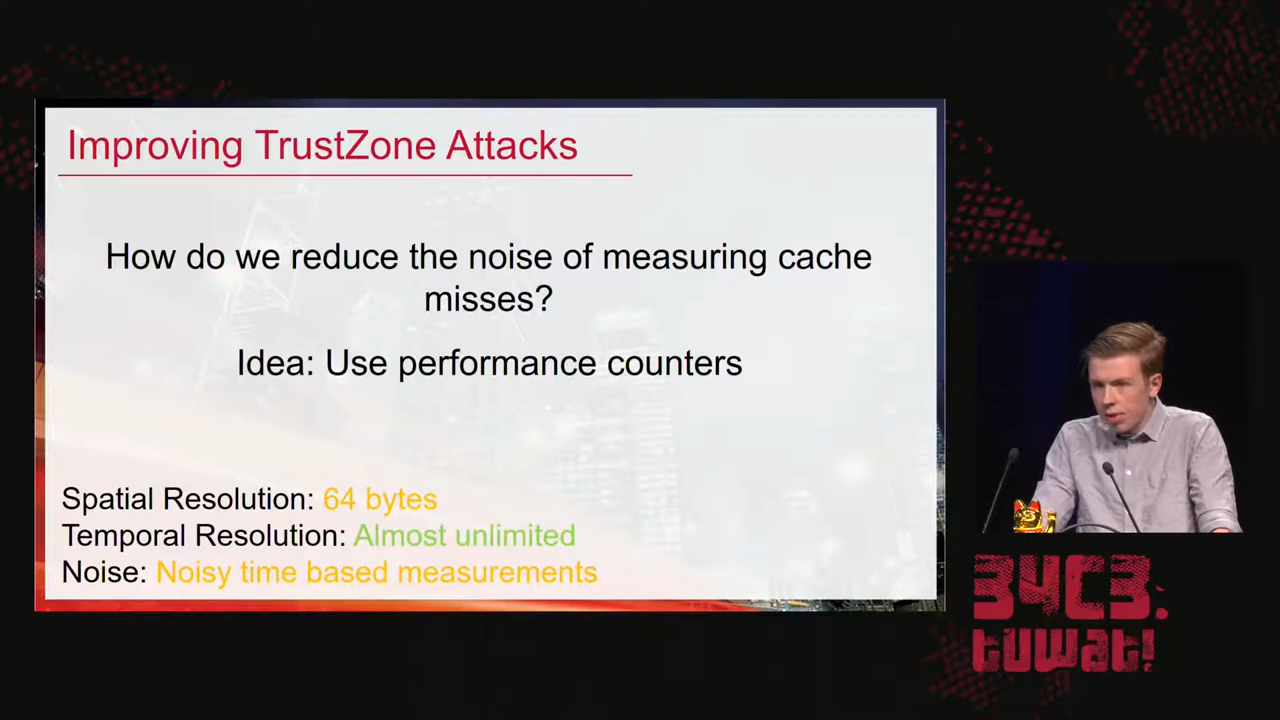 Improving TrustZone Attacks
How do we reduce the noise of measuring cache
misses?
Idea: Use performance counters
Spatial Resolution: 64 bytes
Temporal Resolution: Almost unlimited
Noise: Noisy time based measurements
34C3.
tuwat!